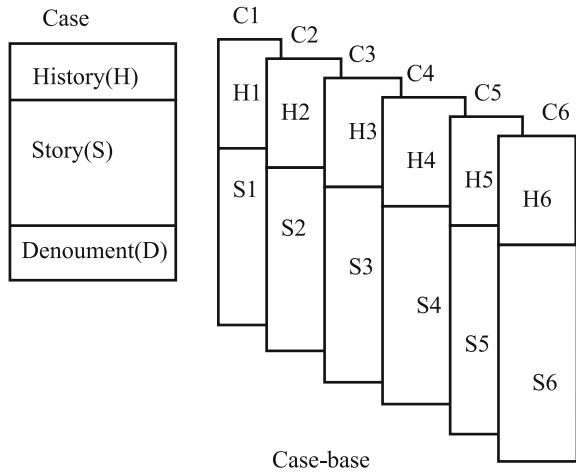 Case
History(H)
Story(S)
Denoument(D)
C1
C2
C3
C4
C5
C6
H1
H2
H3
H4
H5
H6
S1
S2
S3
S4
S5
S6
Case-base